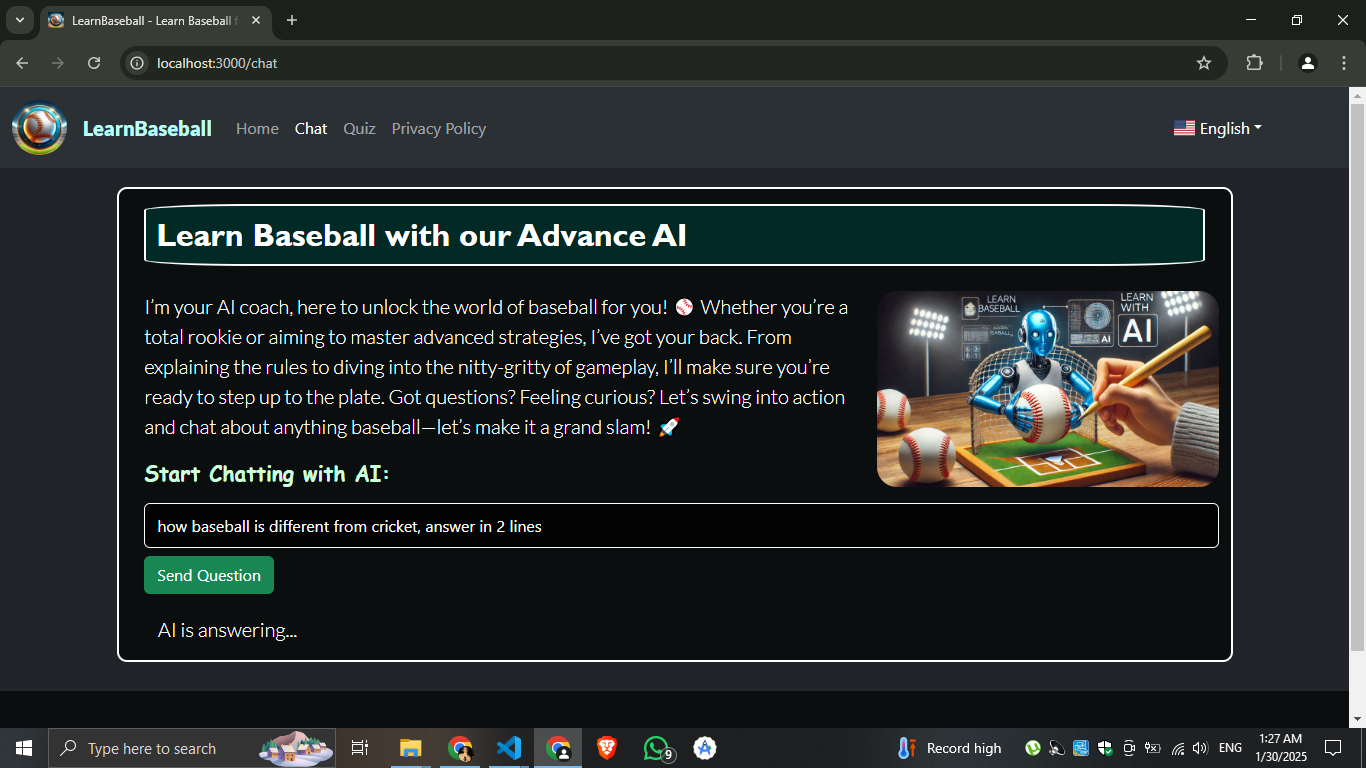 LearnBaseball - Learn Baseball f
localhost:3000/chat
LearnBaseball Home Chat Quiz Privacy Policy English
Learn Baseball with our Advance AI
I’m your AI coach, here to unlock the world of baseball for you! ⚾ Whether you’re a
total rookie or aiming to master advanced strategies, I’ve got your back. From
explaining the rules to diving into the nitty-gritty of gameplay, I’ll make sure you’re
ready to step up to the plate. Got questions? Feeling curious? Let’s swing into action
and chat about anything baseball—let’s make it a grand slam! 🚀
LEARN
BASEBALL
LEARN
WITH
AI
AI
Start Chatting with AI:
how baseball is different from cricket, answer in 2 lines
Send Question
AI is answering...
Type here to search
9
Record high
ENG
1:27 AM
1/30/2025